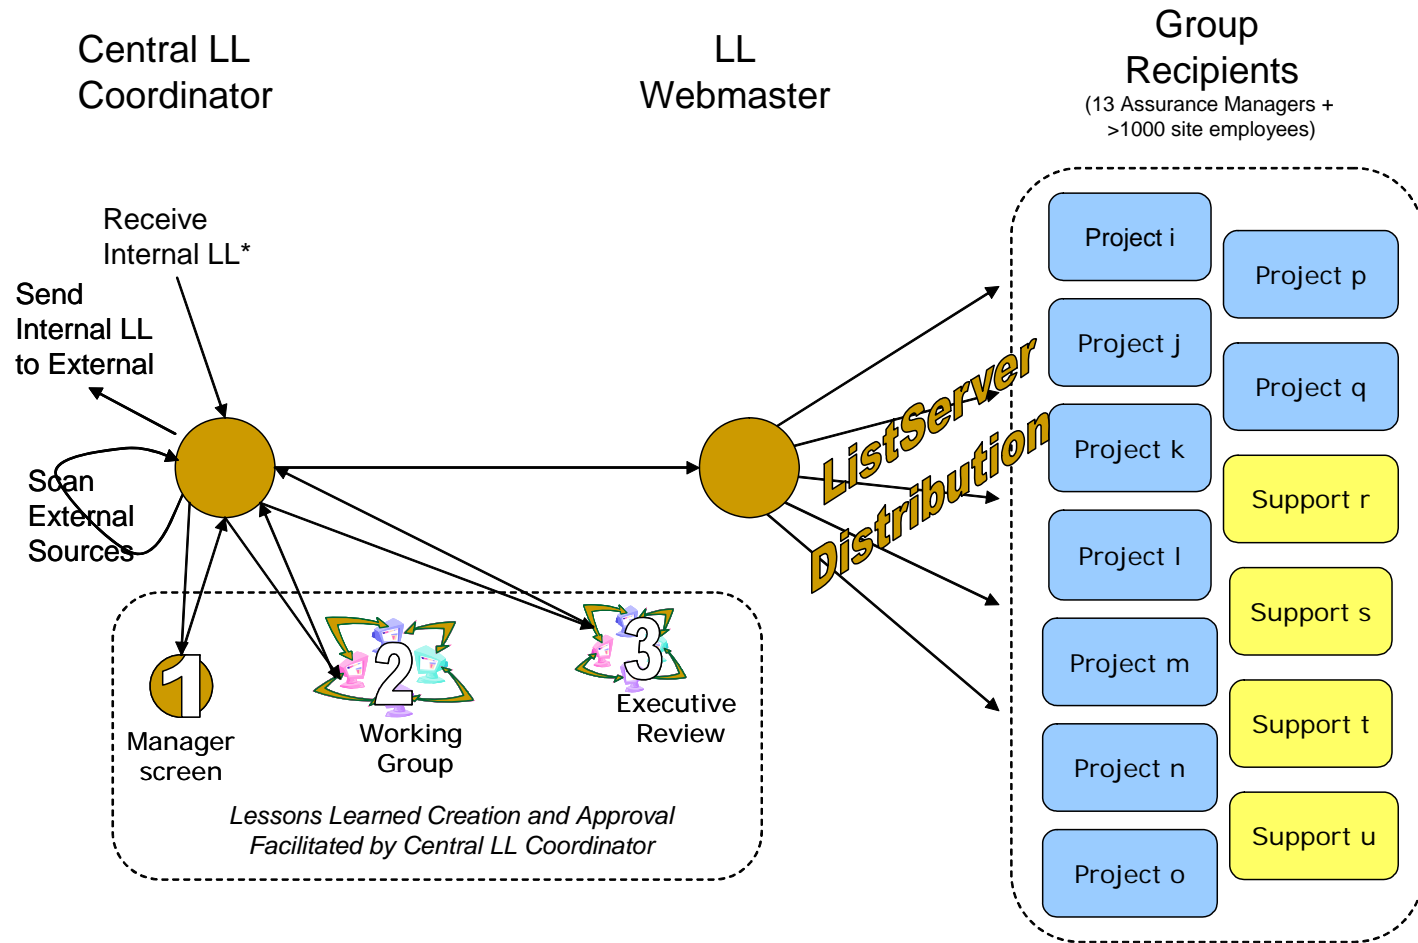 Central LL
Coordinator
LL
Webmaster
Group
Recipients
(13 Assurance Managers +
>1000 site employees)
Receive
Internal LL*
Send
Internal LL
to External
Scan
External
Sources
ListServer
Distribution
1
Manager
screen
2
Working
Group
3
Executive
Review
Lessons Learned Creation and Approval
Facilitated by Central LL Coordinator
Project i
Project j
Project k
Project l
Project m
Project n
Project o
Project p
Project q
Support r
Support s
Support t
Support u